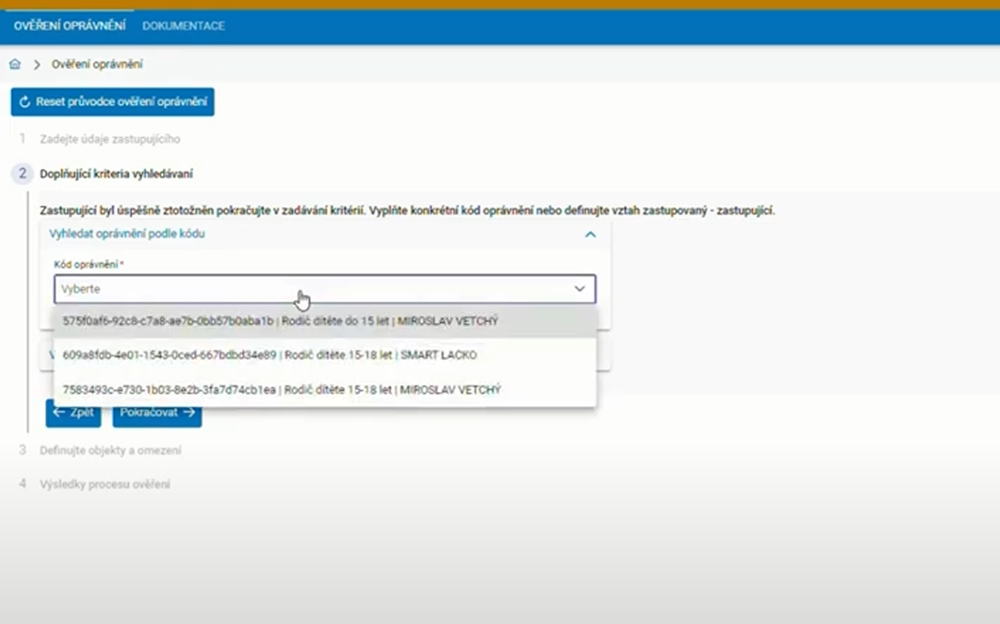 OVĚŘENÍ OPRÁVNĚNÍ DOKUMENTACE
Ověření oprávnění
Reset průvodce ověření oprávnění
1 Zadejte údaje zastupujícího
2 Doplňující kriteria vyhledávaní
Zastupující byl úspěšně ztotožněn pokračujte v zadávání kritérií. Vyplňte konkrétní kód oprávnění nebo definujte vztah zastupovaný - zastupující.
Vyhledat oprávnění podle kódu
Kód oprávnění*
Vyberte
575f0af6-92c8-c7a8-ae7b-0bb57b0aba1b | Rodič dítěte do 15 let | MIROSLAV VETCHÝ
609a8fdb-4e01-1543-0ced-667bdbd34e89 | Rodič dítěte 15-18 let | SMART LACKO
7583493c-e730-1b03-8e2b-3fa7d74cb1ea | Rodič dítěte 15-18 let | MIROSLAV VETCHÝ
Zpět Pokračovat
3 Definujte objekty a omezení
4 Výsledky procesu ověření